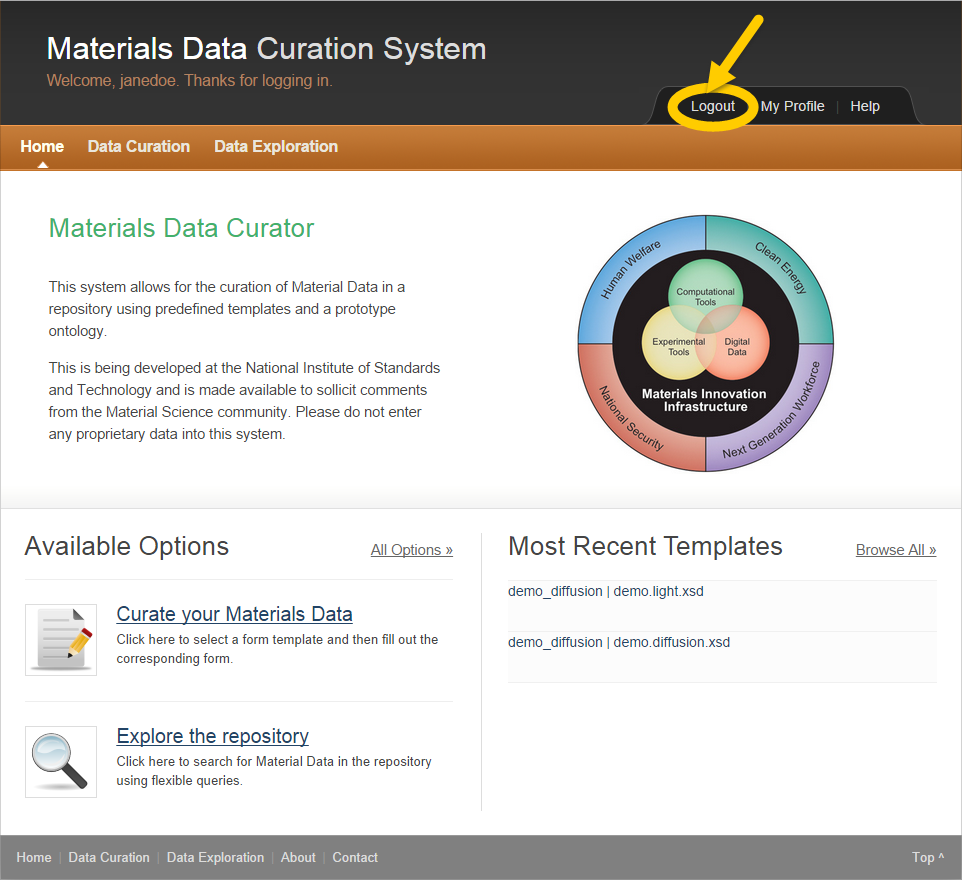 Materials Data Curation System
Welcome, janedoe. Thanks for logging in.
Logout My Profile | Help
Home Data Curation Data Exploration
Materials Data Curator
This system allows for the curation of Material Data in a
repository using predefined templates and a prototype
ontology.
This is being developed at the National Institute of Standards
and Technology and is made available to sollicit comments
from the Material Science community. Please do not enter
any proprietary data into this system.
Human Welfare
Clean Energy
Computational
Tools
Experimental
Tools
Digital
Data
Materials Innovation
Infrastructure
National Security
Next Generation Workforce
Available Options
All Options »
Curate your Materials Data
Click here to select a form template and then fill out the
corresponding form.
Explore the repository
Click here to search for Material Data in the repository
using flexible queries.
Most Recent Templates
Browse All »
demo_diffusion | demo.light.xsd
demo_diffusion | demo.diffusion.xsd
Home | Data Curation | Data Exploration | About | Contact
Top ^